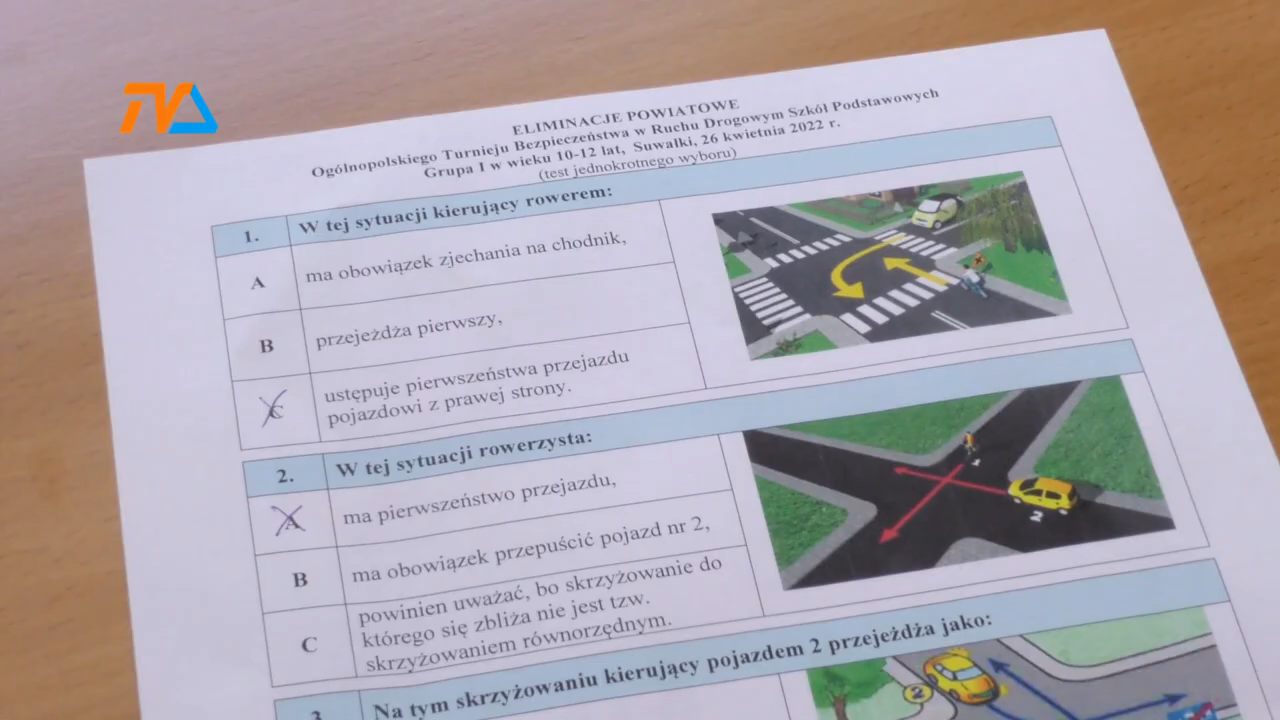 TVS
ELIMINACJE POWIATOWE
Ogólnopolskiego Turnieju Bezpieczeństwa w Ruchu Drogowym Szkół Podstawowych
Grupa I w wieku 10-12 lat, Suwałki, 26 kwietnia 2022 r.
(test jednokrotnego wyboru)
1. W tej sytuacji kierujący rowerem:
A ma obowiązek zjechania na chodnik,
B przejeżdża pierwszy,
C ustępuje pierwszeństwa przejazdu
pojazdowi z prawej strony.
2. W tej sytuacji rowerzysta:
A ma pierwszeństwo przejazdu,
B ma obowiązek przepuścić pojazd nr 2,
C powinien uważać, bo skrzyżowanie do
którego się zbliża nie jest tzw.
skrzyżowaniem równorzędnym.
1
2
3. Na tym skrzyżowaniu kierujący pojazdem 2 przejeżdża jako:
2